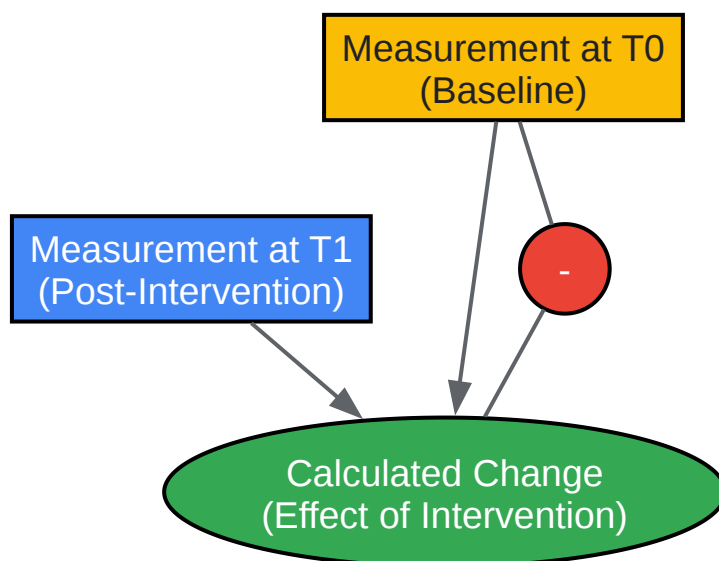 Measurement at T0
(Baseline)
Measurement at T1
(Post-Intervention)
-
Calculated Change
(Effect of Intervention)